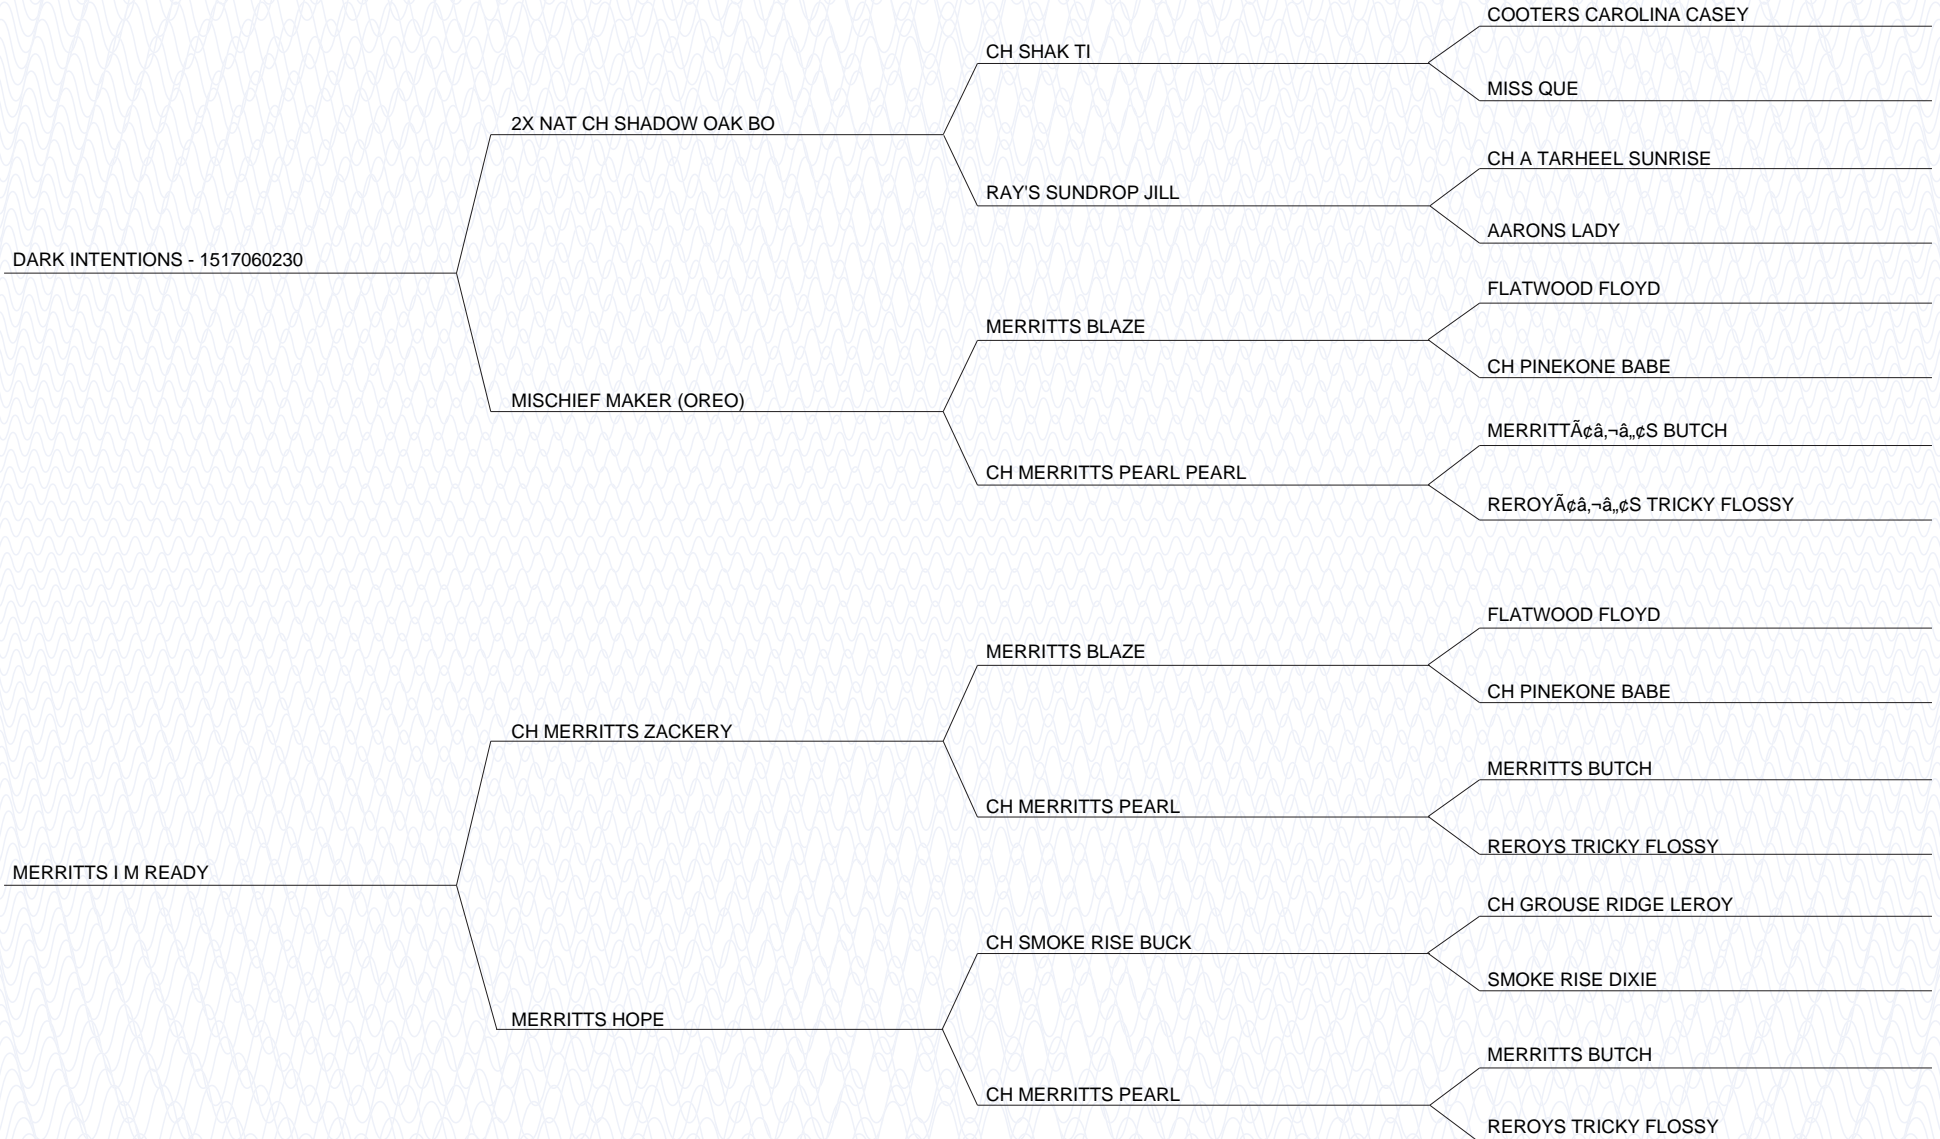 COOTERS CAROLINA CASEY
CH SHAK TI
MISS QUE
2X NAT CH SHADOW OAK BO
CH A TARHEEL SUNRISE
RAY'S SUNDROP JILL
AARONS LADY
DARK INTENTIONS - 1517060230
FLATWOOD FLOYD
MERRITTS BLAZE
CH PINEKONE BABE
MISCHIEF MAKER (OREO)
MERRITTÃ¢â‚¬â„¢S BUTCH
CH MERRITTS PEARL PEARL
REROYÃ¢â‚¬â„¢S TRICKY FLOSSY
FLATWOOD FLOYD
MERRITTS BLAZE
CH PINEKONE BABE
CH MERRITTS ZACKERY
MERRITTS BUTCH
CH MERRITTS PEARL
REROYS TRICKY FLOSSY
MERRITTS I M READY
CH GROUSE RIDGE LEROY
CH SMOKE RISE BUCK
SMOKE RISE DIXIE
MERRITTS HOPE
MERRITTS BUTCH
CH MERRITTS PEARL
REROYS TRICKY FLOSSY